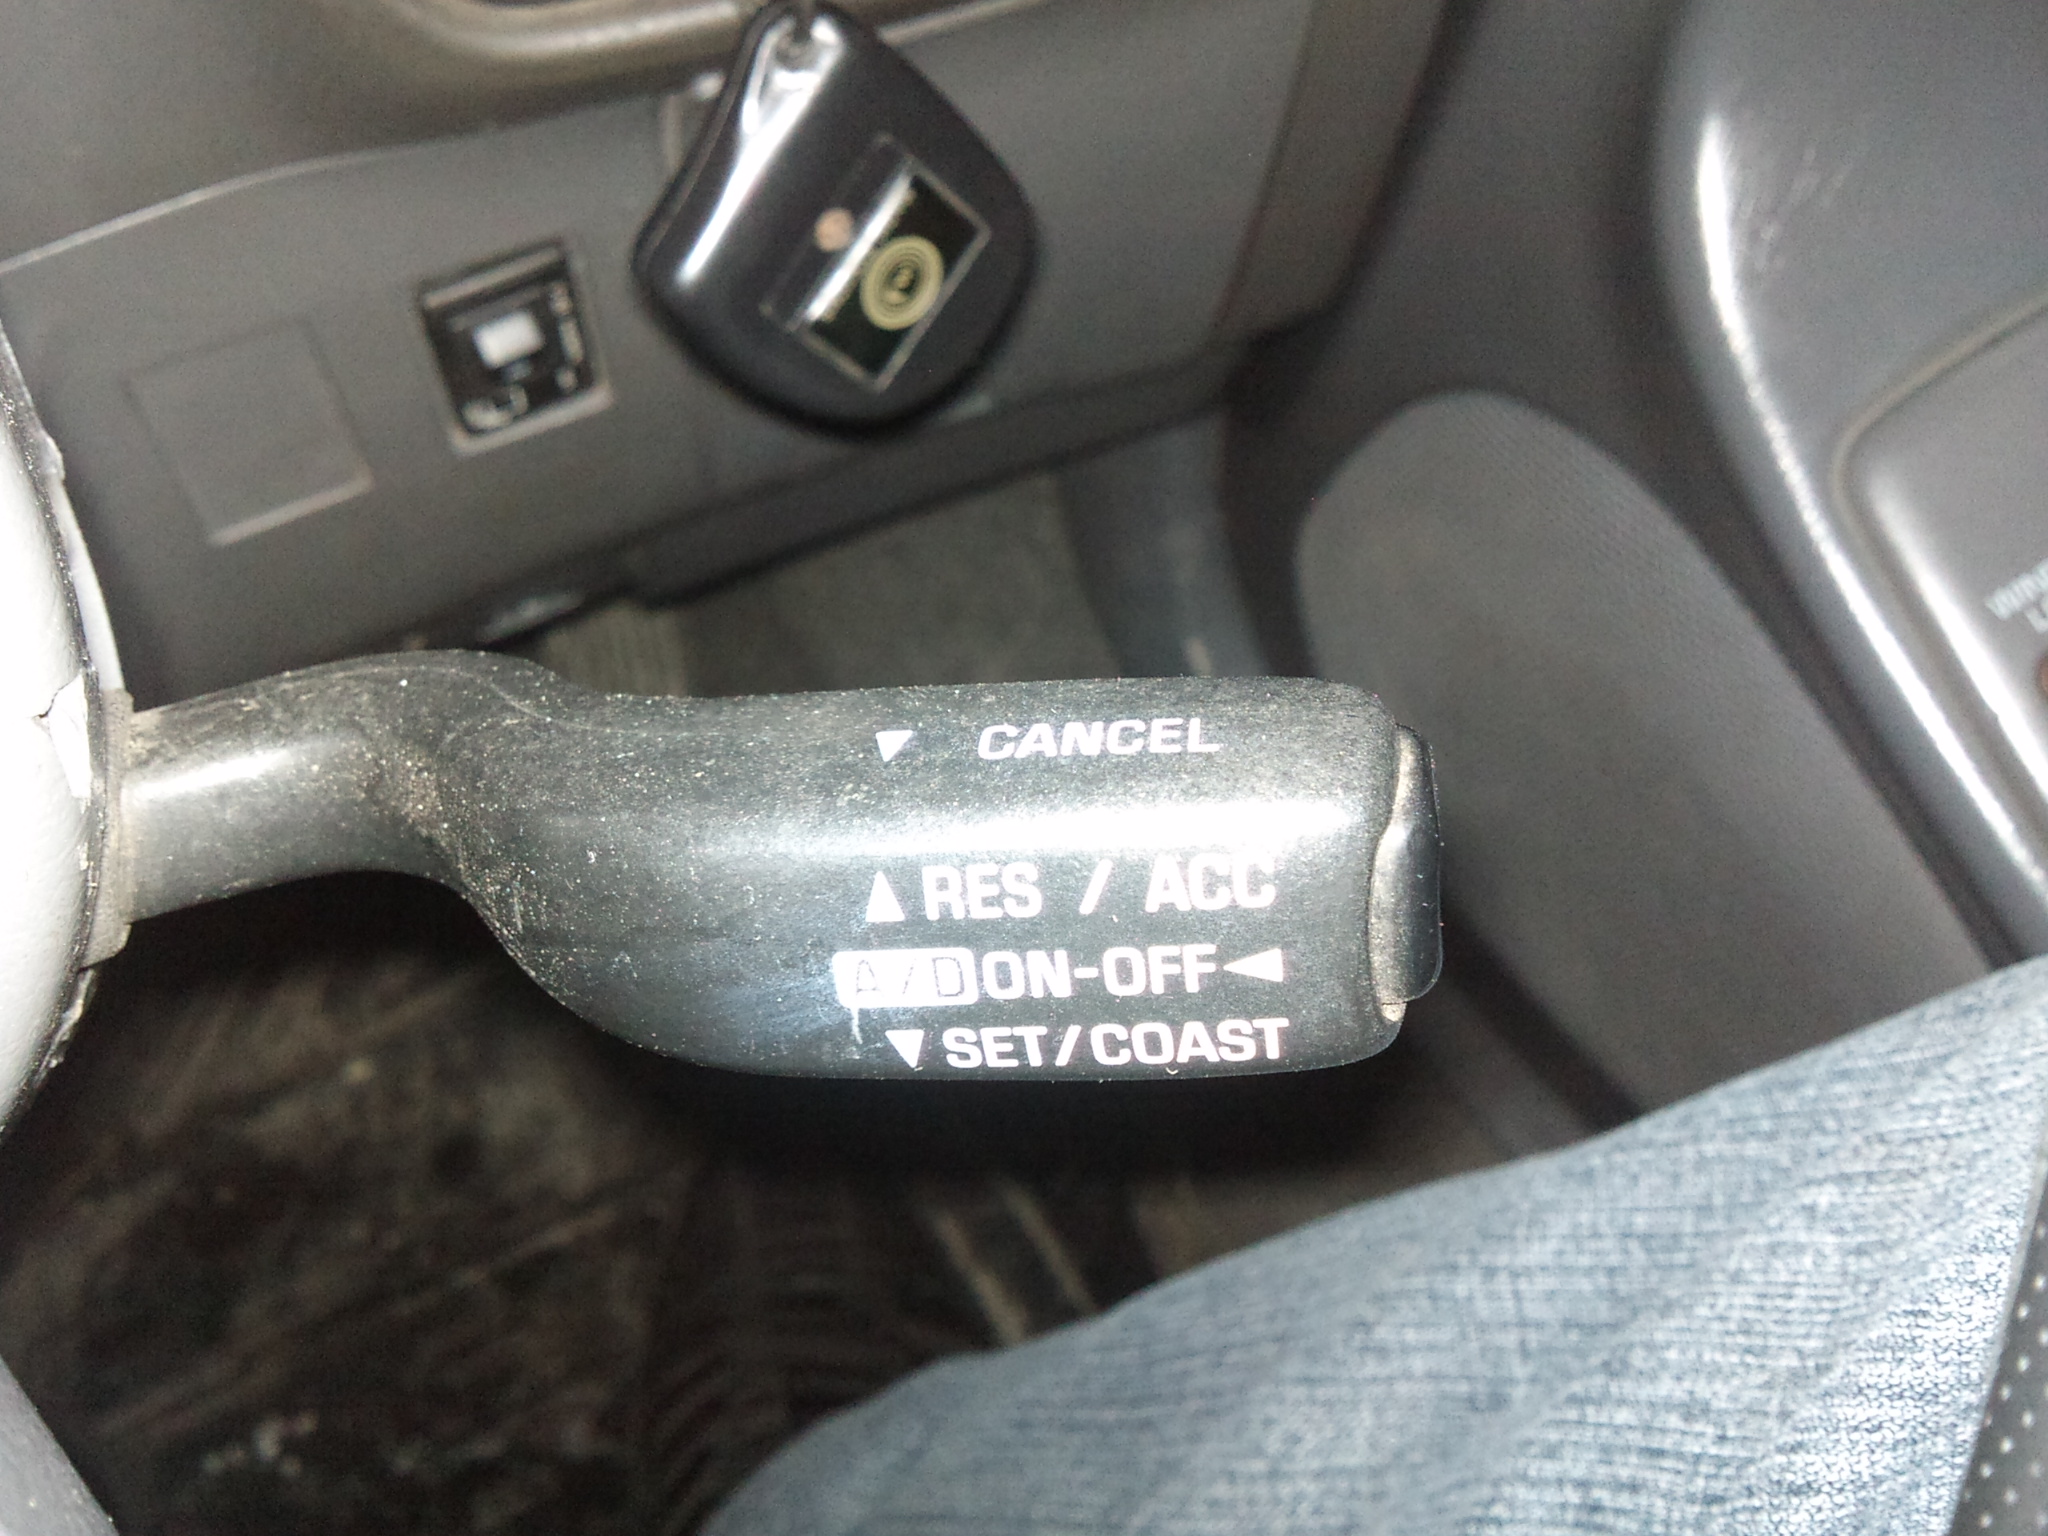 ▼ CANCEL
▲RES / ACC
A/D ON-OFF◄
▼SET/COAST